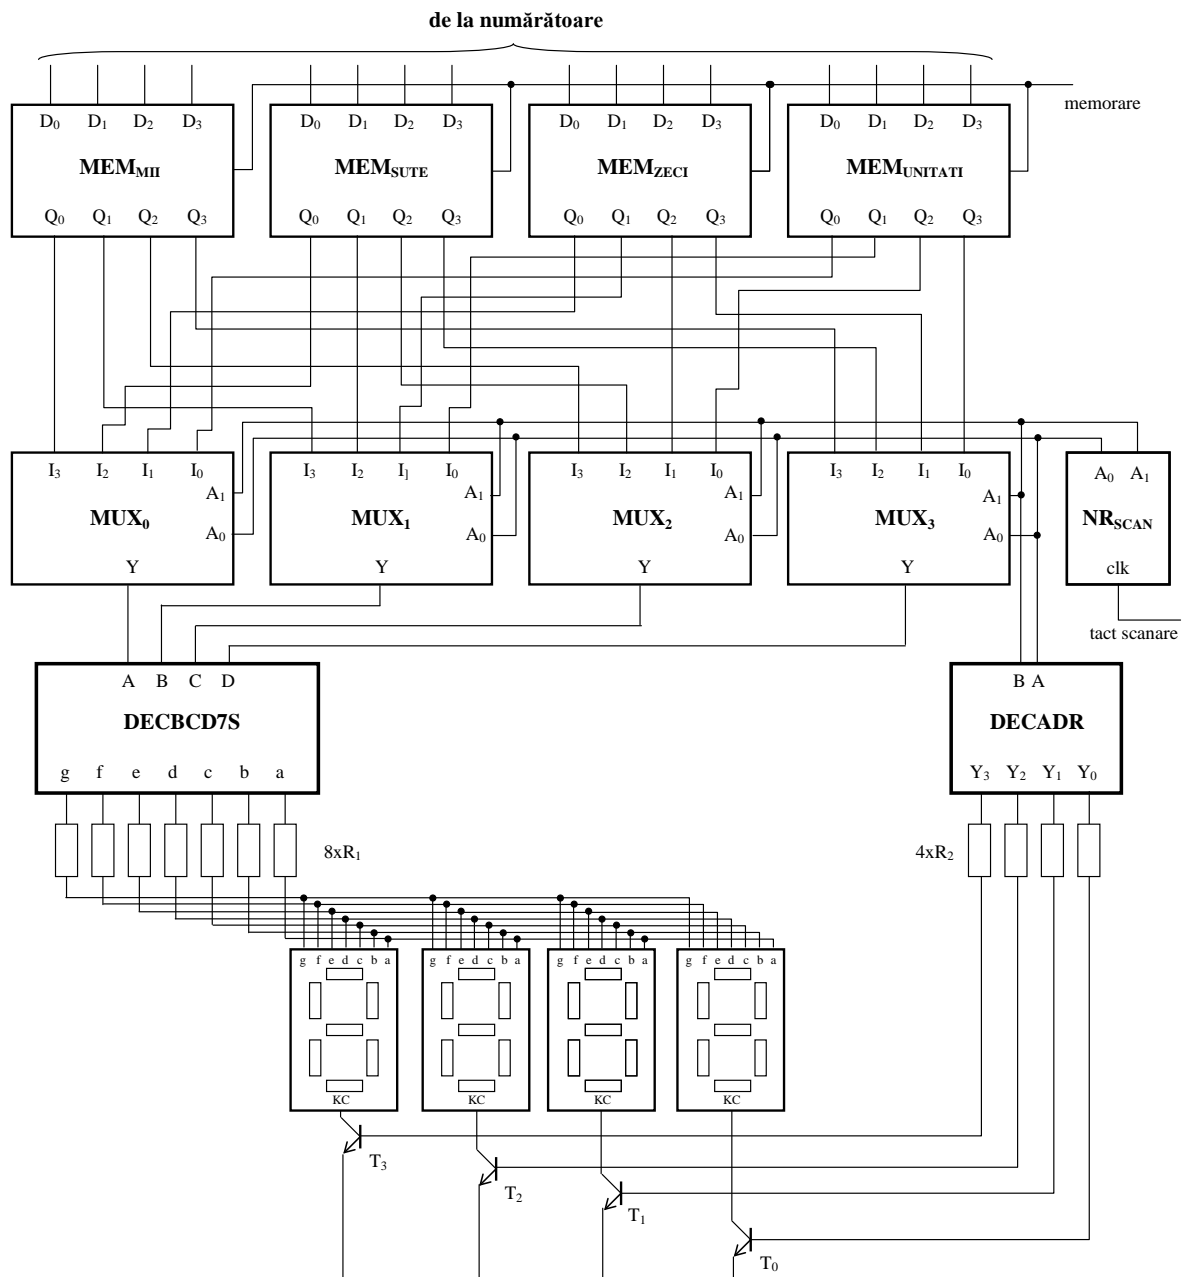 de la numărătoare
memorare
D0 D1 D2 D3 D0 D1 D2 D3 D0 D1 D2 D3 D0 D1 D2 D3
MEMMII MEMSUTE MEMZECI MEMUNITATI
Q0 Q1 Q2 Q3 Q0 Q1 Q2 Q3 Q0 Q1 Q2 Q3 Q0 Q1 Q2 Q3
I3 I2 I1 I0 I3 I2 I] I0 I3 I2 I1 I0 I3 I2 I1 I0 A0 A1
A1 A1 A1 A1
MUX0 MUX1 MUX2 MUX3 NRSCAN
A0 A0 A0 A0
Y Y Y Y clk
tact scanare
A B C D B A
DECBCD7S DECADR
g f e d c b a Y3 Y2 Y1 Y0
8xR1 4xR2
g f e d c b a g f e d c b a g f e d c b a g f e d c b a
KC KC KC KC
T3
T2
T1
T0